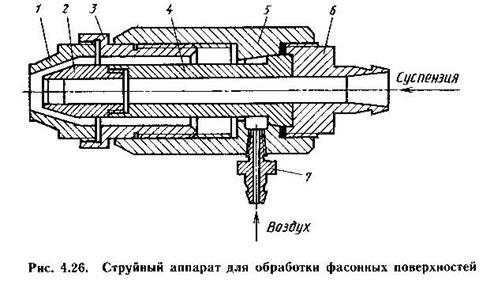 1 2 3 4 5 6
Суспензия
7
Воздух
Рис. 4.26. Струйный аппарат для обработки фасонных поверхностей